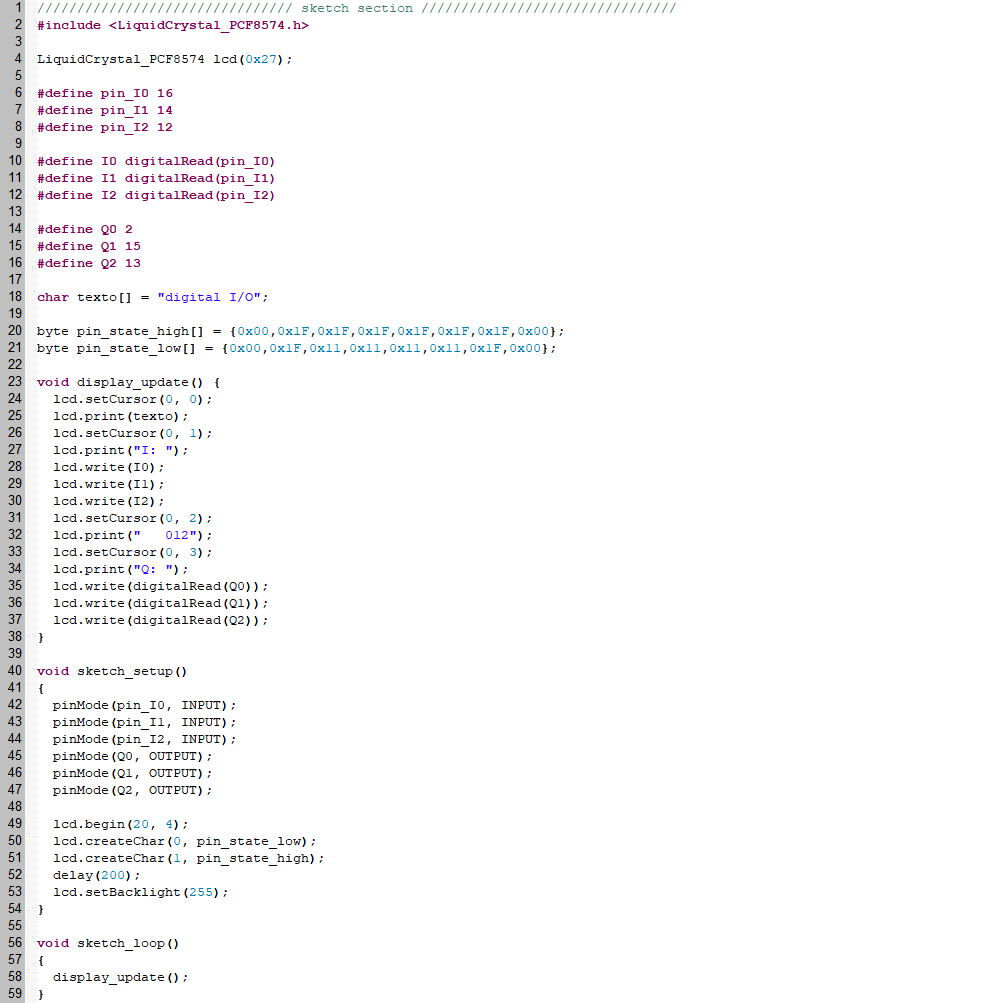 1 //////////////////////////////// sketch section ////////////////////////////////
2 #include <LiquidCrystal_PCF8574.h>
3
4 LiquidCrystal_PCF8574 lcd(0x27);
5
6 #define pin_I0 16
7 #define pin_I1 14
8 #define pin_I2 12
9
10 #define I0 digitalRead(pin_I0)
11 #define I1 digitalRead(pin_I1)
12 #define I2 digitalRead(pin_I2)
13
14 #define Q0 2
15 #define Q1 15
16 #define Q2 13
17
18 char texto[] = "digital I/O";
19
20 byte pin_state_high[] = {0x00,0x1F,0x1F,0x1F,0x1F,0x1F,0x1F,0x00};
21 byte pin_state_low[] = {0x00,0x1F,0x11,0x11,0x11,0x11,0x1F,0x00};
22
23 void display_update() {
24   lcd.setCursor(0, 0);
25   lcd.print(texto);
26   lcd.setCursor(0, 1);
27   lcd.print("I: ");
28   lcd.write(I0);
29   lcd.write(I1);
30   lcd.write(I2);
31   lcd.setCursor(0, 2);
32   lcd.print("   012");
33   lcd.setCursor(0, 3);
34   lcd.print("Q: ");
35   lcd.write(digitalRead(Q0));
36   lcd.write(digitalRead(Q1));
37   lcd.write(digitalRead(Q2));
38 }
39
40 void sketch_setup()
41 {
42   pinMode(pin_I0, INPUT);
43   pinMode(pin_I1, INPUT);
44   pinMode(pin_I2, INPUT);
45   pinMode(Q0, OUTPUT);
46   pinMode(Q1, OUTPUT);
47   pinMode(Q2, OUTPUT);
48
49   lcd.begin(20, 4);
50   lcd.createChar(0, pin_state_low);
51   lcd.createChar(1, pin_state_high);
52   delay(200);
53   lcd.setBacklight(255);
54 }
55
56 void sketch_loop()
57 {
58   display_update();
59 }